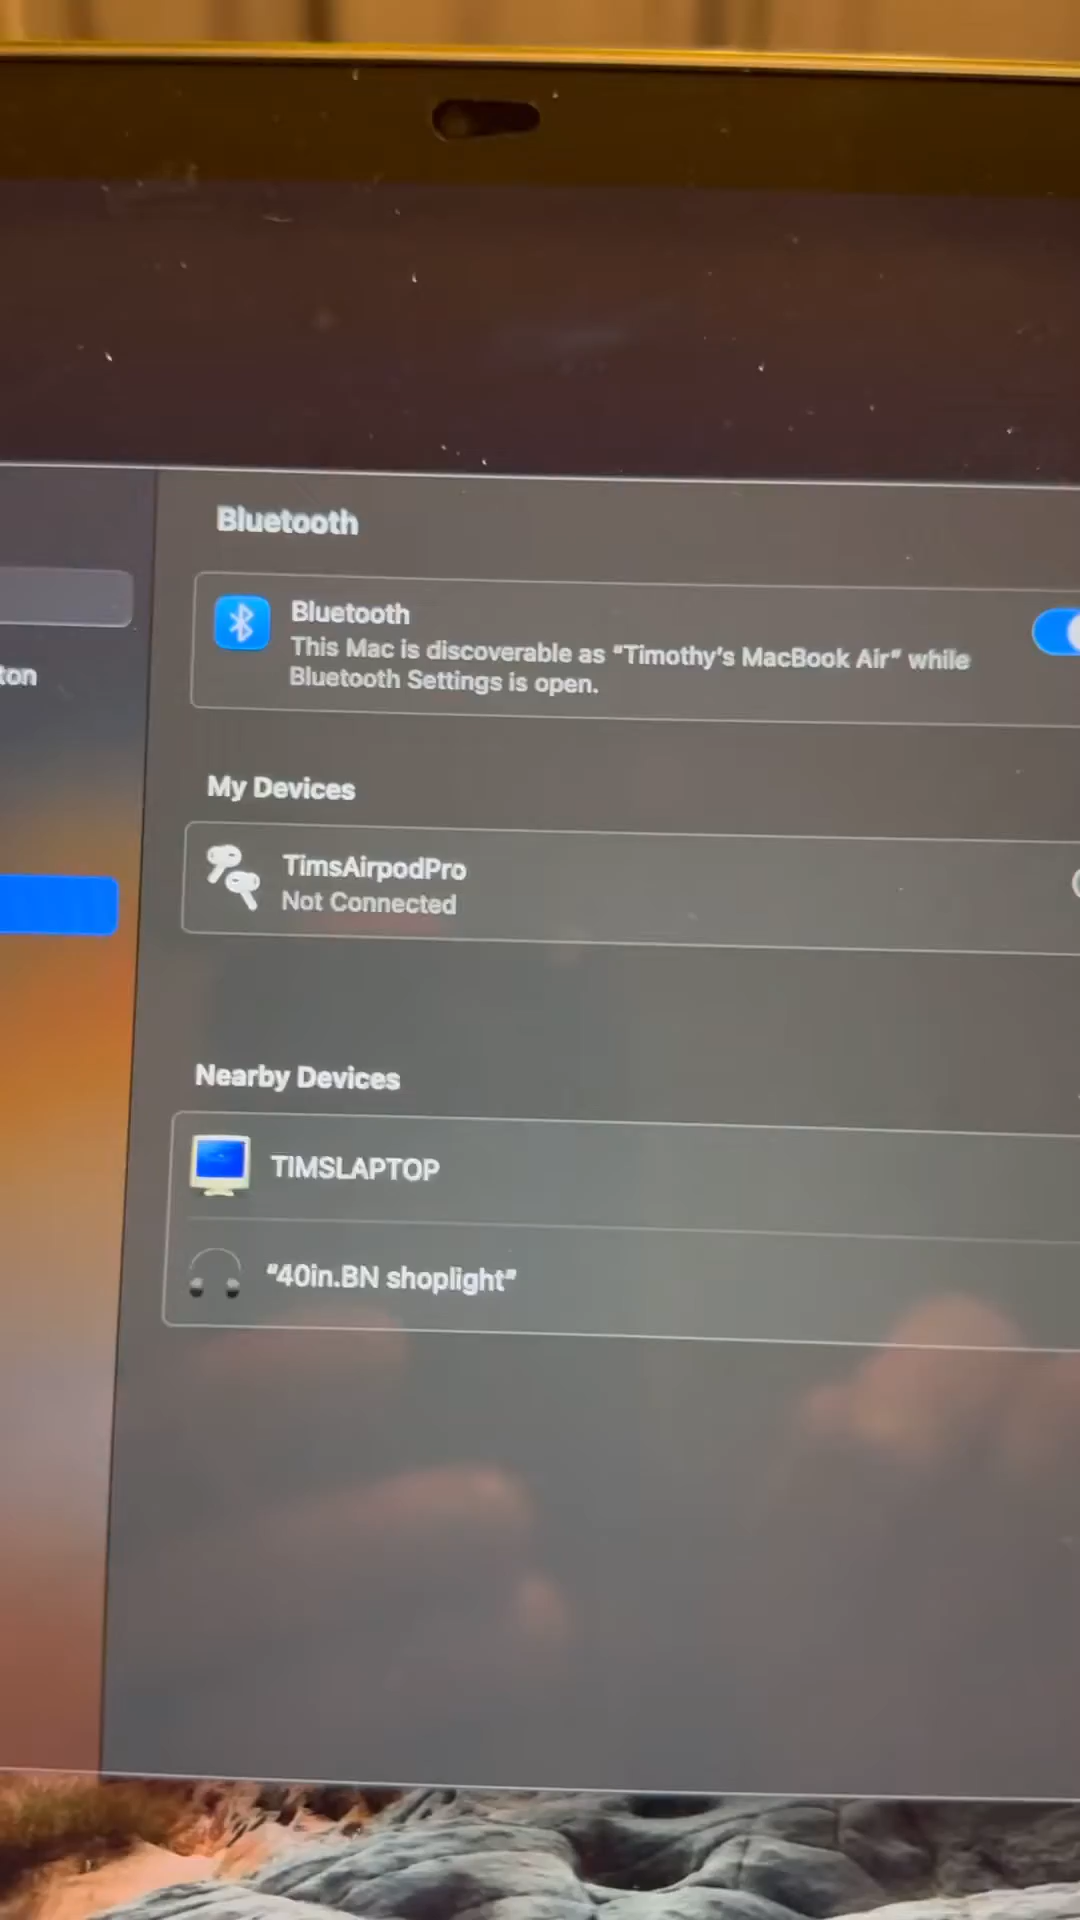 Bluetooth
Bluetooth
This Mac is discoverable as “Timothy’s MacBook Air” while
Bluetooth Settings is open.
ton
My Devices
TimsAirpodPro
Not Connected
Nearby Devices
TIMSLAPTOP
“40in.BN shoplight”